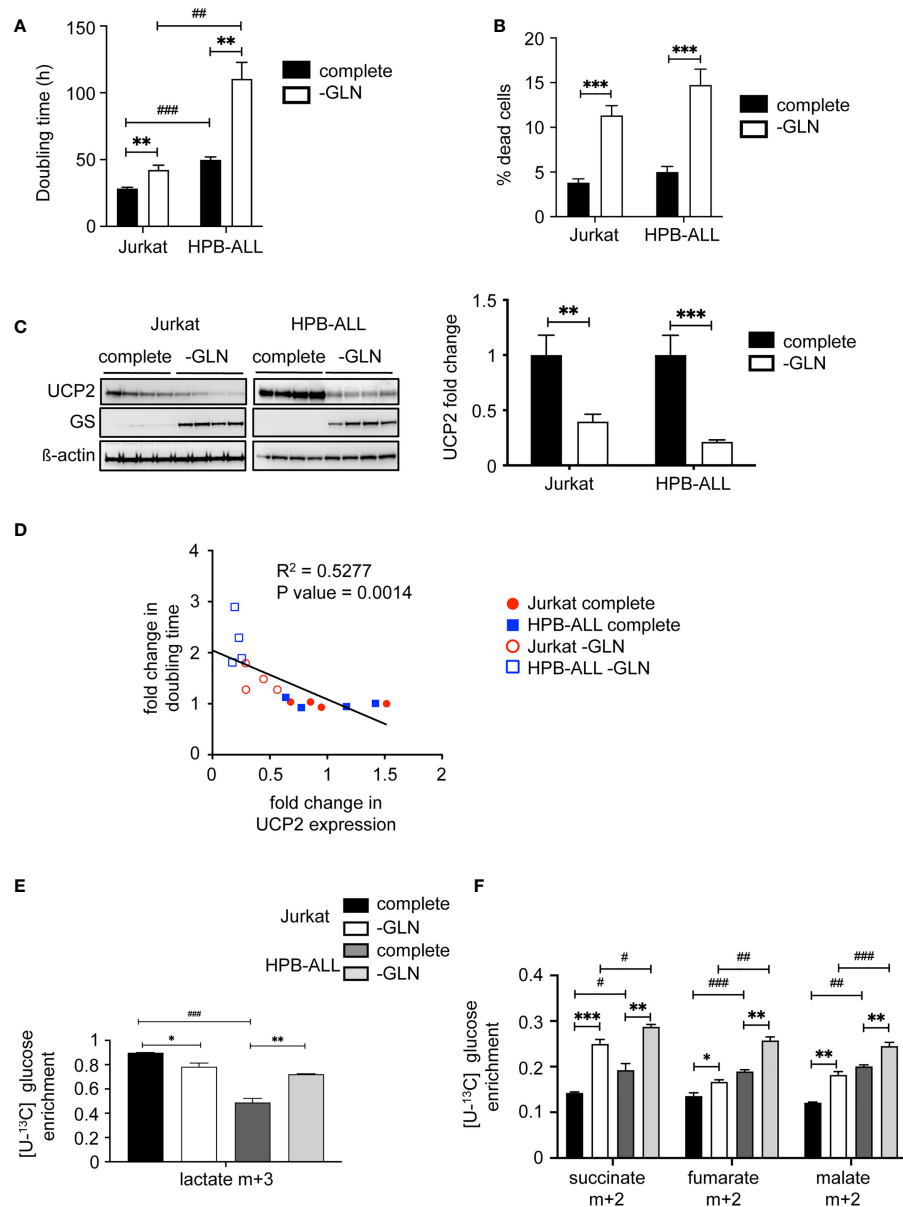 A
Doubling time (h)
150
100
50
0
##
**
###
**
Jurkat
HPB-ALL
complete
-GLN
B
% dead cells
20
15
10
5
0
***
***
Jurkat
HPB-ALL
complete
-GLN
C
Jurkat
HPB-ALL
complete
-GLN
complete
-GLN
UCP2
GS
ß-actin
UCP2 fold change
1.5
1
0.5
0
**
***
Jurkat
HPB-ALL
complete
-GLN
D
fold change in
doubling time
4
3
2
1
0
R² = 0.5277
P value = 0.0014
0
0.5
1
1.5
2
fold change in
UCP2 expression
Jurkat complete
HPB-ALL complete
Jurkat -GLN
HPB-ALL -GLN
E
Jurkat
complete
-GLN
HPB-ALL
complete
-GLN
[U-¹³C] glucose
enrichment
1
0.8
0.6
0.4
0.2
0
###
*
**
lactate m+3
F
[U-¹³C] glucose
enrichment
0.4
0.3
0.2
0.1
0
#
#
***
**
##
###
*
**
###
##
**
**
succinate
m+2
fumarate
m+2
malate
m+2